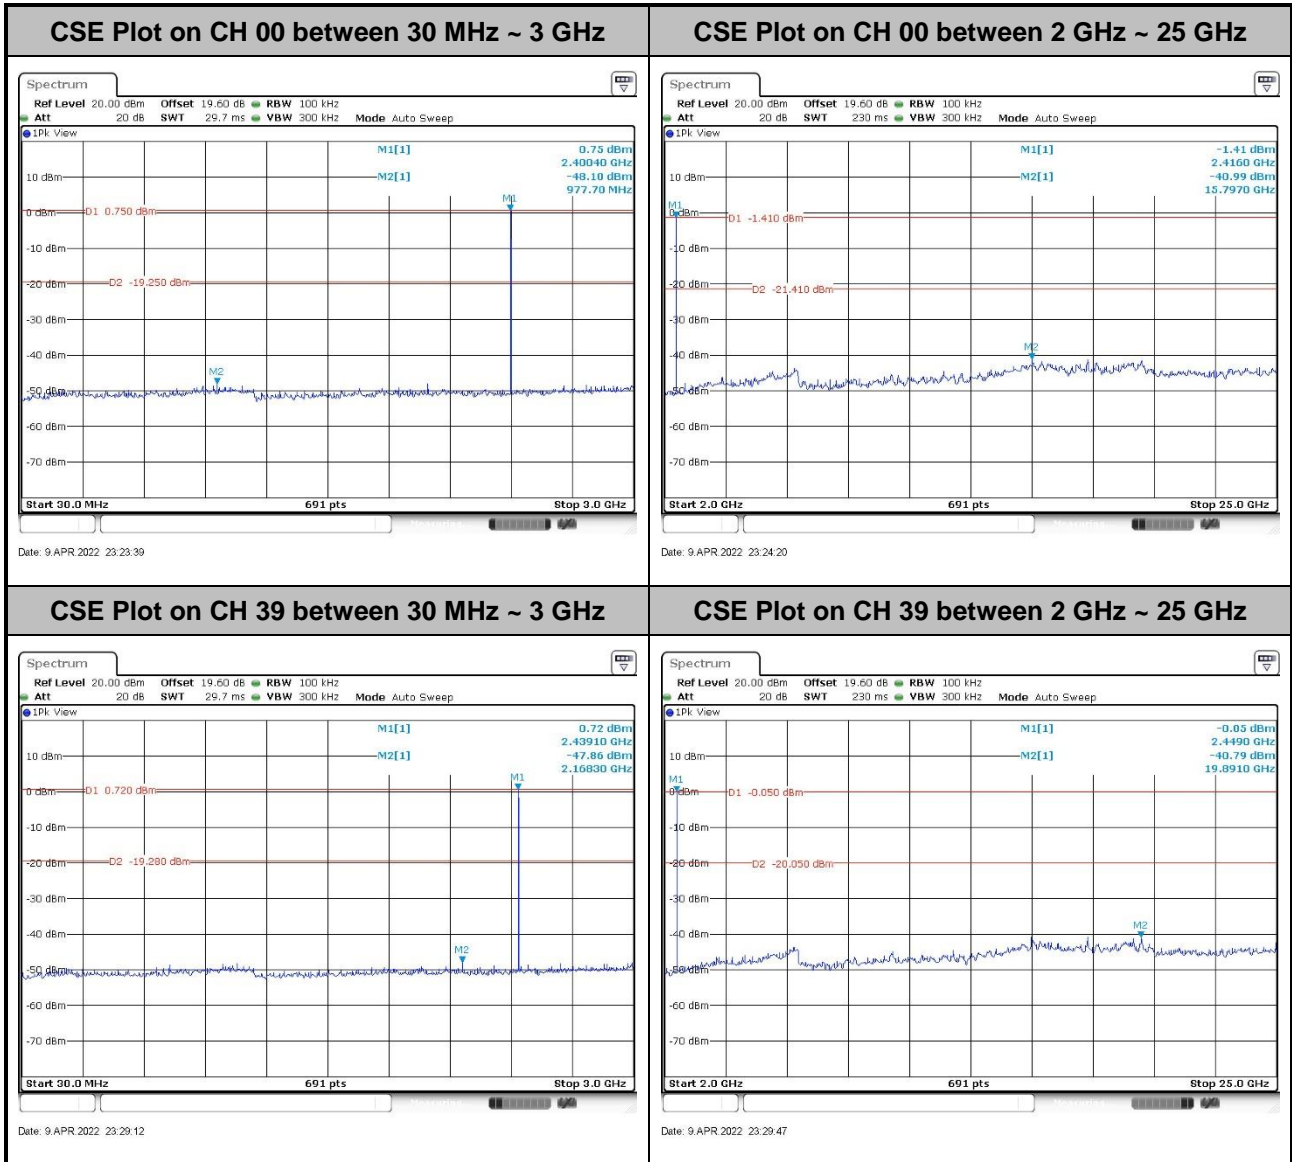 CSE Plot on CH 00 between 30 MHz ~ 3 GHz
CSE Plot on CH 00 between 2 GHz ~ 25 GHz
Spectrum
Ref Level 20.00 dBm Offset 19.60 dB RBW 100 kHz
Att 20 dB SWT 29.7 ms VBW 300 kHz Mode Auto Sweep
1Pk View
M1[1] 0.75 dBm
2.40040 GHz
10 dBm M2[1] -48.10 dBm
977.70 MHz
M1
0 dBm D1 0.750 dBm
-10 dBm
-20 dBm D2 -19.250 dBm
-30 dBm
-40 dBm
M2
-50 dBm
-60 dBm
-70 dBm
Start 30.0 MHz 691 pts Stop 3.0 GHz
Date: 9.APR.2022 23:23:39
Spectrum
Ref Level 20.00 dBm Offset 19.60 dB RBW 100 kHz
Att 20 dB SWT 230 ms VBW 300 kHz Mode Auto Sweep
1Pk View
M1[1] -1.41 dBm
2.4160 GHz
10 dBm M2[1] -40.99 dBm
15.7970 GHz
M1
0 dBm D1 -1.410 dBm
-10 dBm
-20 dBm D2 -21.410 dBm
-30 dBm
M2
-40 dBm
-50 dBm
-60 dBm
-70 dBm
Start 2.0 GHz 691 pts Stop 25.0 GHz
Date: 9.APR.2022 23:24:20
CSE Plot on CH 39 between 30 MHz ~ 3 GHz
CSE Plot on CH 39 between 2 GHz ~ 25 GHz
Spectrum
Ref Level 20.00 dBm Offset 19.60 dB RBW 100 kHz
Att 20 dB SWT 29.7 ms VBW 300 kHz Mode Auto Sweep
1Pk View
M1[1] 0.72 dBm
2.43910 GHz
10 dBm M2[1] -47.86 dBm
2.16830 GHz
M1
0 dBm D1 0.720 dBm
-10 dBm
-20 dBm D2 -19.280 dBm
-30 dBm
-40 dBm
M2
-50 dBm
-60 dBm
-70 dBm
Start 30.0 MHz 691 pts Stop 3.0 GHz
Date: 9.APR.2022 23:29:12
Spectrum
Ref Level 20.00 dBm Offset 19.60 dB RBW 100 kHz
Att 20 dB SWT 230 ms VBW 300 kHz Mode Auto Sweep
1Pk View
M1[1] -0.05 dBm
2.4490 GHz
10 dBm M2[1] -40.79 dBm
19.8910 GHz
M1
0 dBm D1 -0.050 dBm
-10 dBm
-20 dBm D2 -20.050 dBm
-30 dBm
M2
-40 dBm
-50 dBm
-60 dBm
-70 dBm
Start 2.0 GHz 691 pts Stop 25.0 GHz
Date: 9.APR.2022 23:29:47